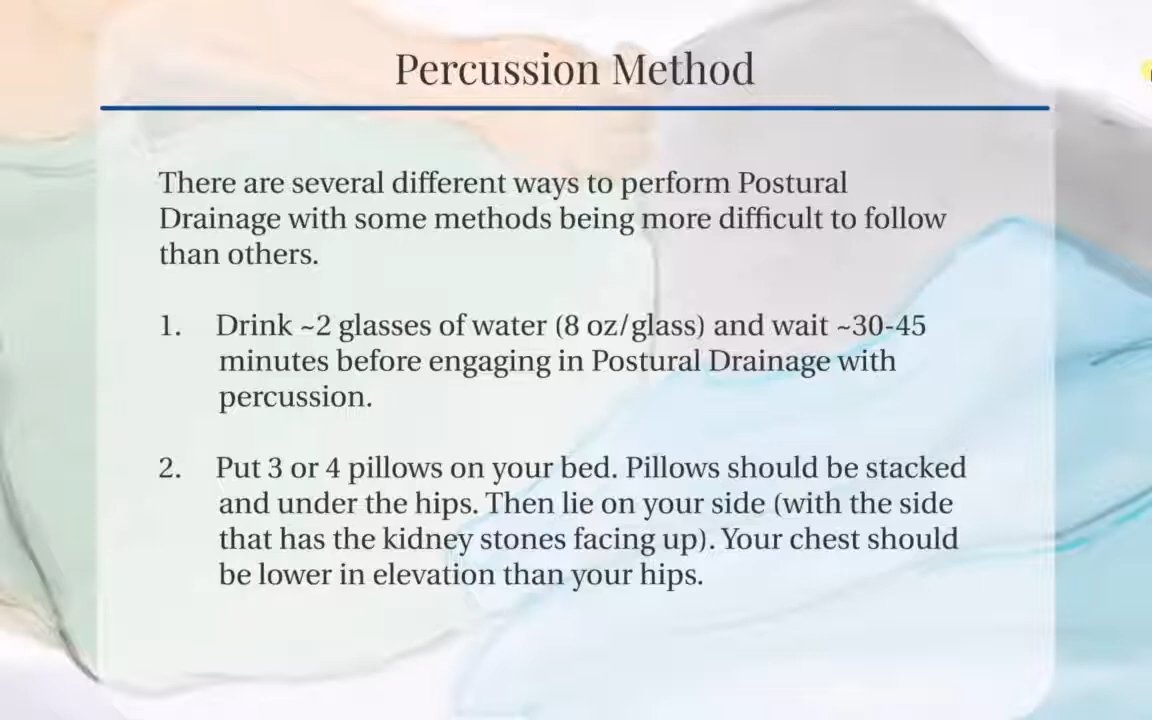 Percussion Method
There are several different ways to perform Postural
Drainage with some methods being more difficult to follow
than others.
1. Drink ~2 glasses of water (8 oz/glass) and wait ~30-45
minutes before engaging in Postural Drainage with
percussion.
2. Put 3 or 4 pillows on your bed. Pillows should be stacked
and under the hips. Then lie on your side (with the side
that has the kidney stones facing up). Your chest should
be lower in elevation than your hips.